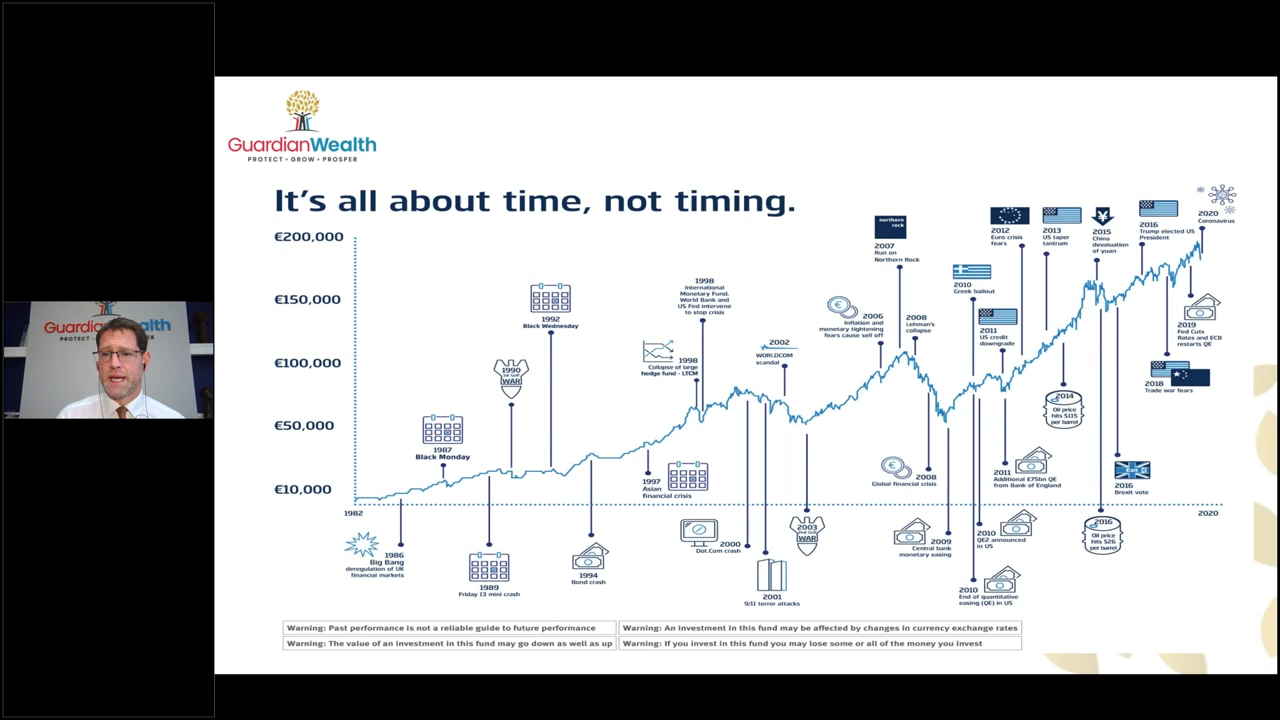 GuardianWealth
PROTECT • GROW • PROSPER
It's all about time, not timing.
€200,000
€150,000
€100,000
€50,000
€10,000
1982
2020
1986
Big Bang
deregulation of UK
financial markets
1987
Black Monday
1989
Friday 13 mini crash
1990
1st Gulf
WAR
1992
Black Wednesday
1994
Bond crash
1997
Asian
financial crisis
1998
Collapse of large
hedge fund - LTCM
1998
International
Monetary Fund,
World Bank and
US Fed intervene
to stop crisis
2000
Dot.Com crash
2001
9/11 terror attacks
2002
WORLDCOM
scandal
2003
2nd Gulf
WAR
2006
Inflation and
monetary tightening
fears cause sell off
northern
rock
2007
Run on
Northern Rock
2008
Lehman's
collapse
2008
Global financial crisis
2009
Central bank
monetary easing
2010
Greek bailout
2010
QE2 announced
in US
2010
End of quantitative
easing (QE) in US
2011
US credit
downgrade
2011
Additional £75bn QE
from Bank of England
2012
Euro crisis
fears
2013
US taper
tantrum
2014
Oil price
hits $115
per barrel
2015
China
devaluation
of yuan
2016
Oil price
hits $26
per barrel
EXIT
2016
Brexit vote
2016
Trump elected US
President
2018
Trade war fears
2019
Fed Cuts
Rates and ECB
restarts QE
2020
Coronavirus
Warning: Past performance is not a reliable guide to future performance
Warning: An investment in this fund may be affected by changes in currency exchange rates
Warning: The value of an investment in this fund may go down as well as up
Warning: If you invest in this fund you may lose some or all of the money you invest